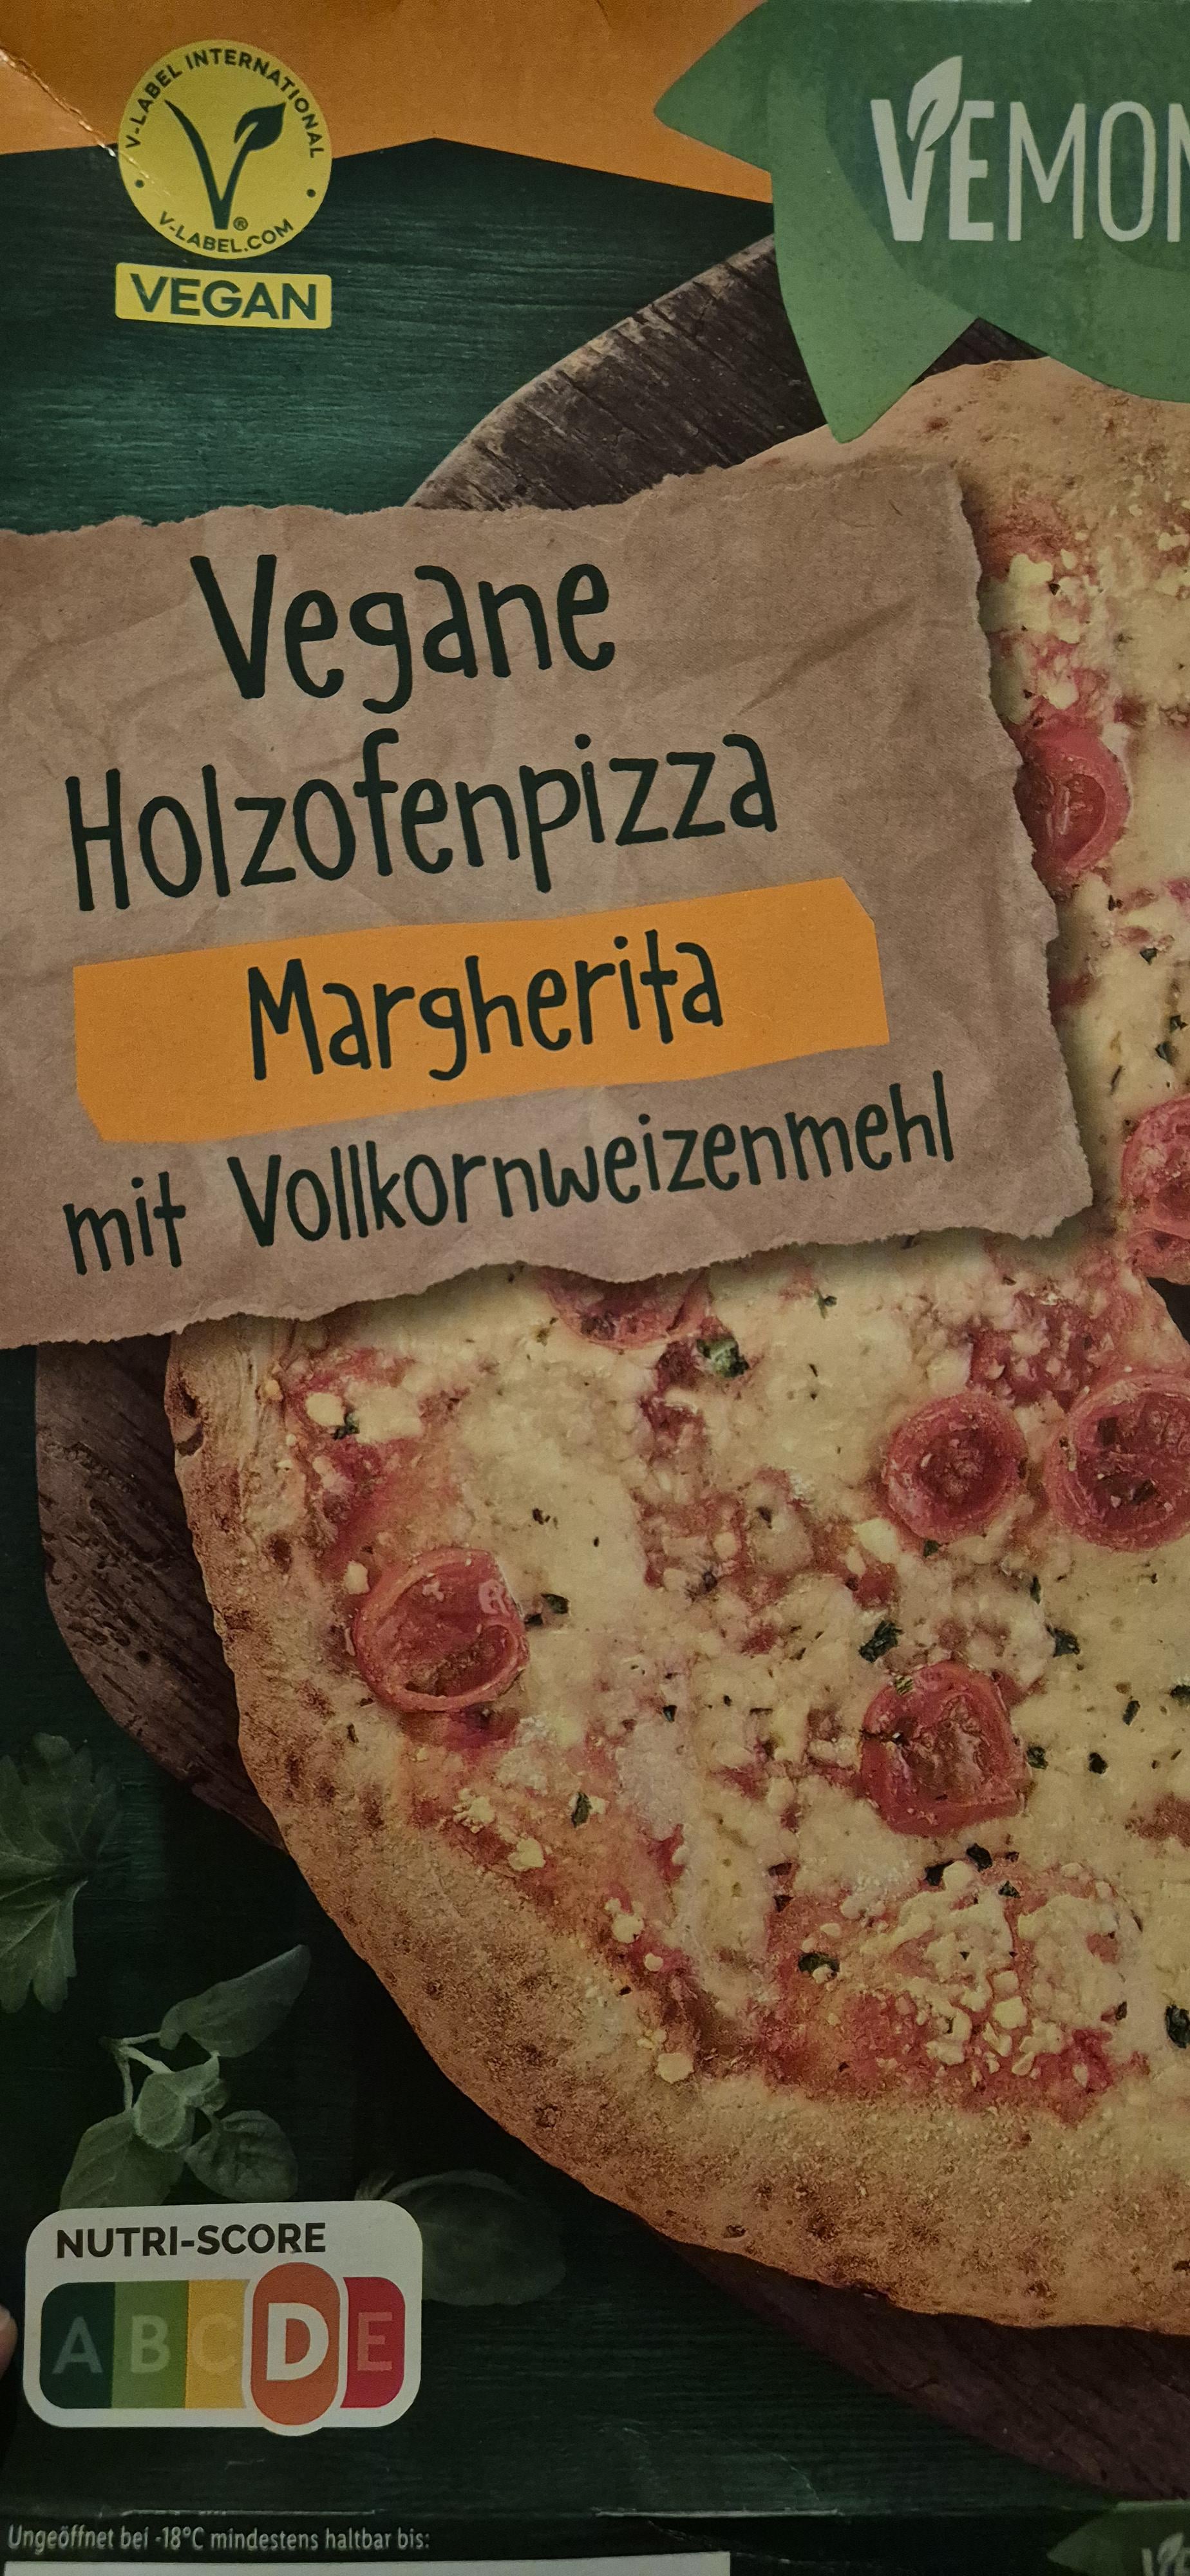 V-LABEL INTERNATIONAL
V-LABEL.COM
®
VEGAN
VEMON
Vegane
Holzofenpizza
Margherita
mit Vollkornweizenmehl
NUTRI-SCORE
A B C D E
Ungeöffnet bei -18°C mindestens haltbar bis: